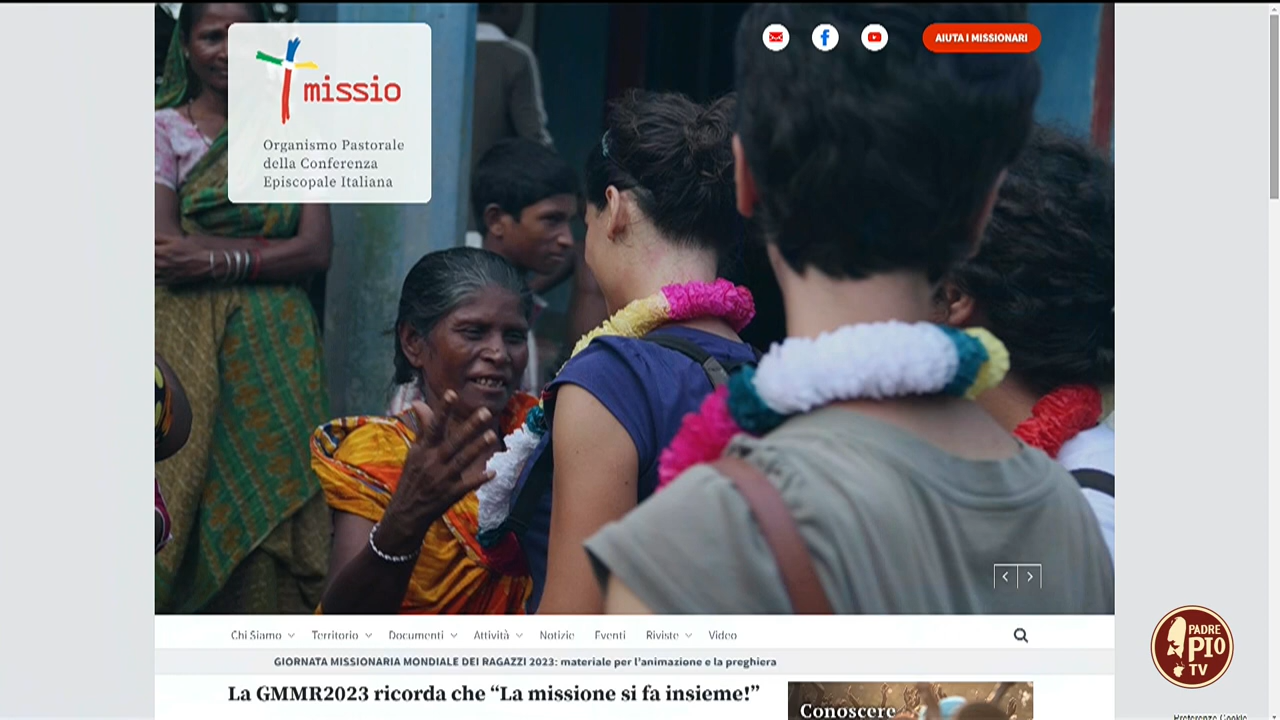 missio
Organismo Pastorale
della Conferenza
Episcopale Italiana
AIUTA I MISSIONARI
Chi Siamo
Territorio
Documenti
Attività
Notizie
Eventi
Riviste
Video
GIORNATA MISSIONARIA MONDIALE DEI RAGAZZI 2023: materiale per l'animazione e la preghiera
La GMMR2023 ricorda che “La missione si fa insieme!”
Conoscere
PADRE
PIO
TV
Preferenze Cookie